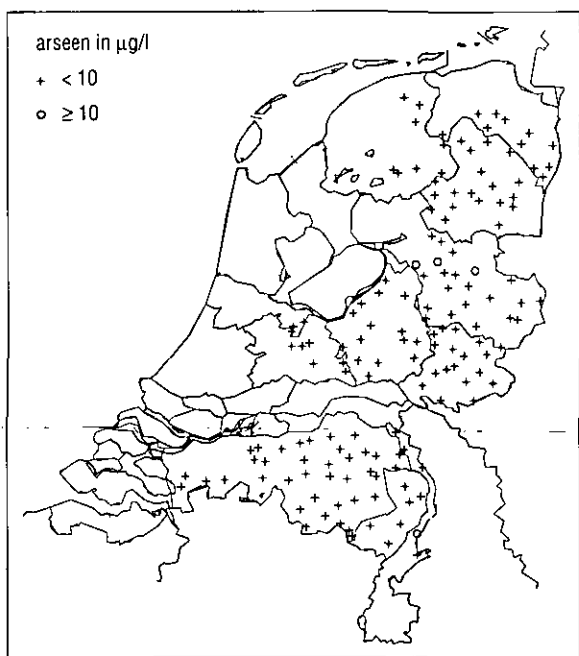 arseen in µg/l
+ < 10
o ≥ 10